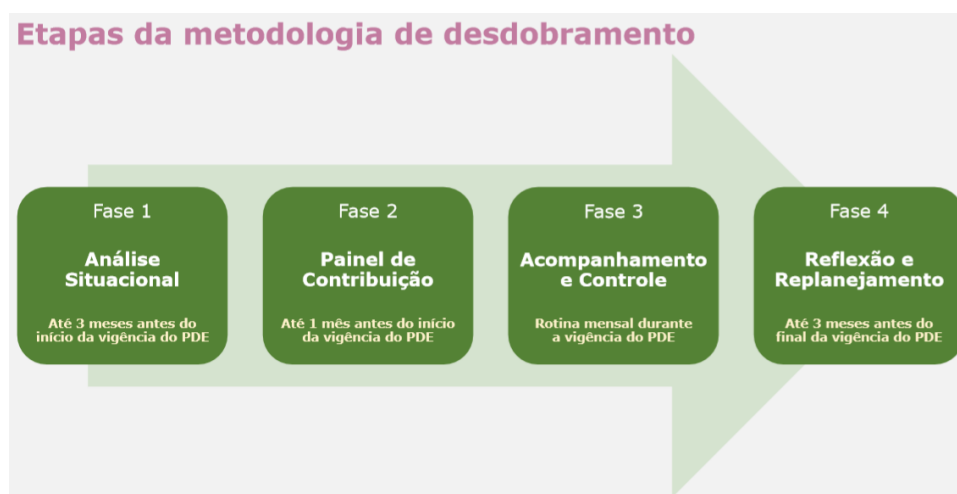 Etapas da metodologia de desdobramento
Fase 1
Análise
Situacional
Até 3 meses antes do
início da vigência do PDE
Fase 2
Painel de
Contribuição
Até 1 mês antes do início
da vigência do PDE
Fase 3
Acompanhamento
e Controle
Rotina mensal durante
a vigência do PDE
Fase 4
Reflexão e
Replanejamento
Até 3 meses antes do
final da vigência do PDE